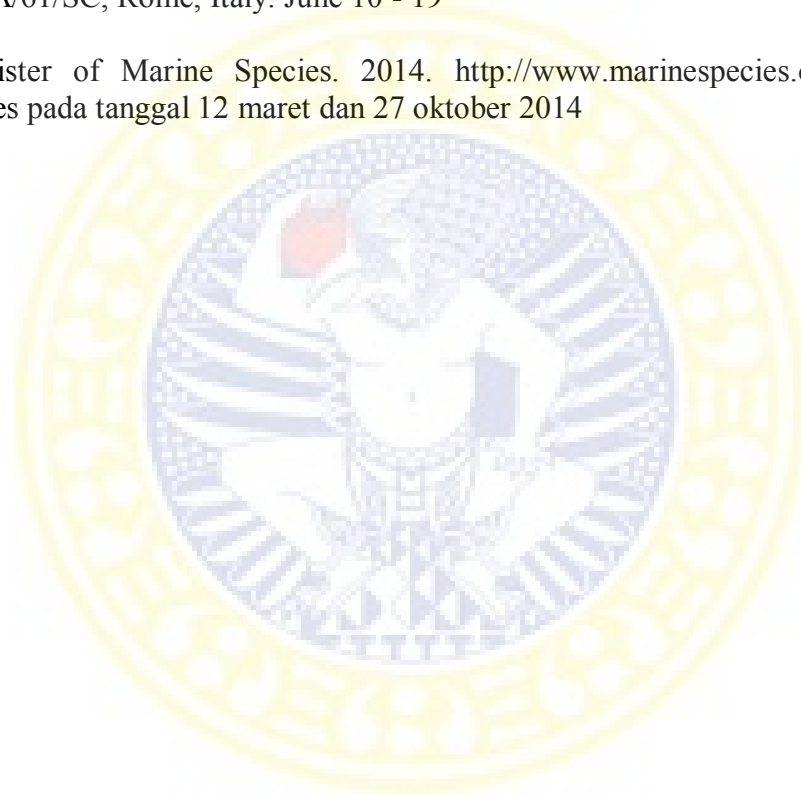 A/01/SC, Rome, Italy. June 10 - 19
ister of Marine Species. 2014. http://www.marinespecies.
es pada tanggal 12 maret dan 27 oktober 2014